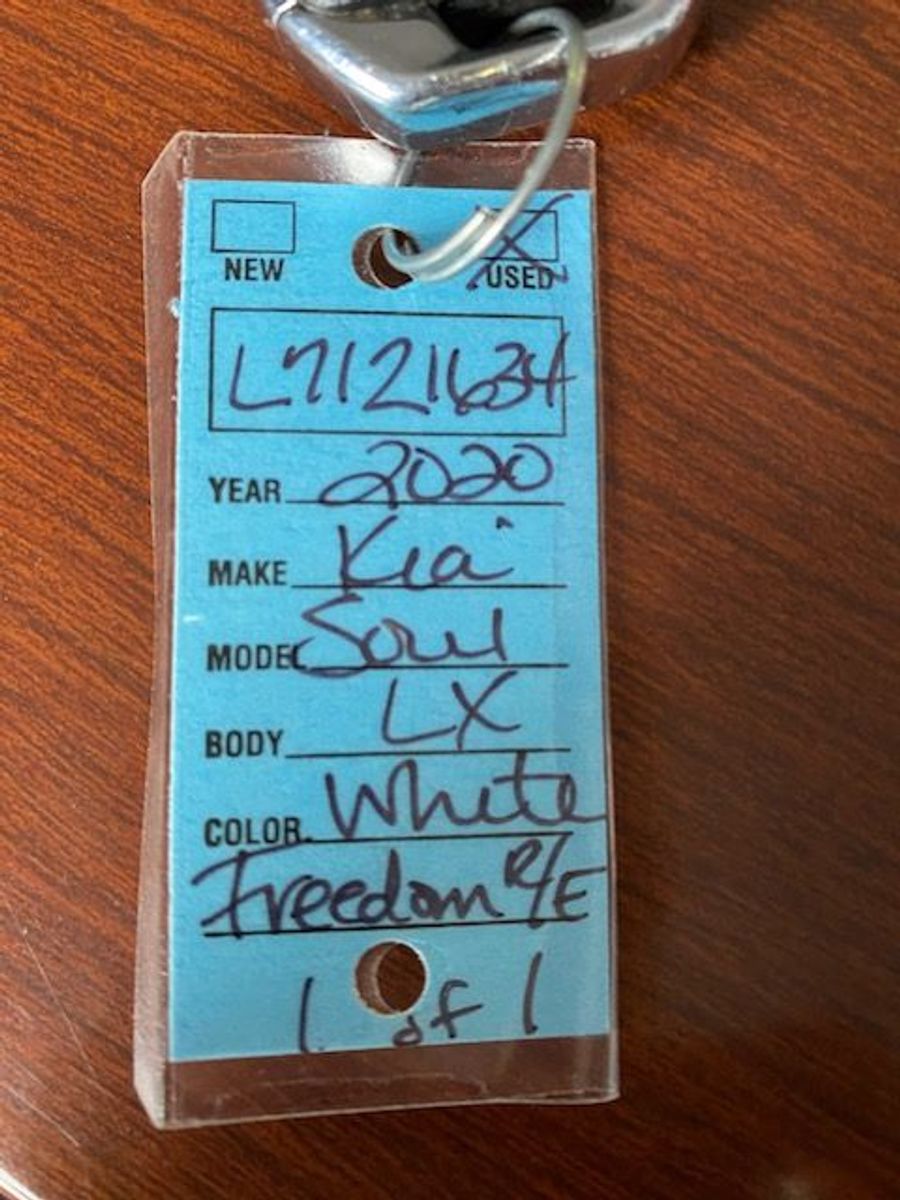 NEW USED
L7121634
YEAR 2020
MAKE Kia
MODEL Soul
BODY LX
COLOR White
Freedom R/E
1 of 1